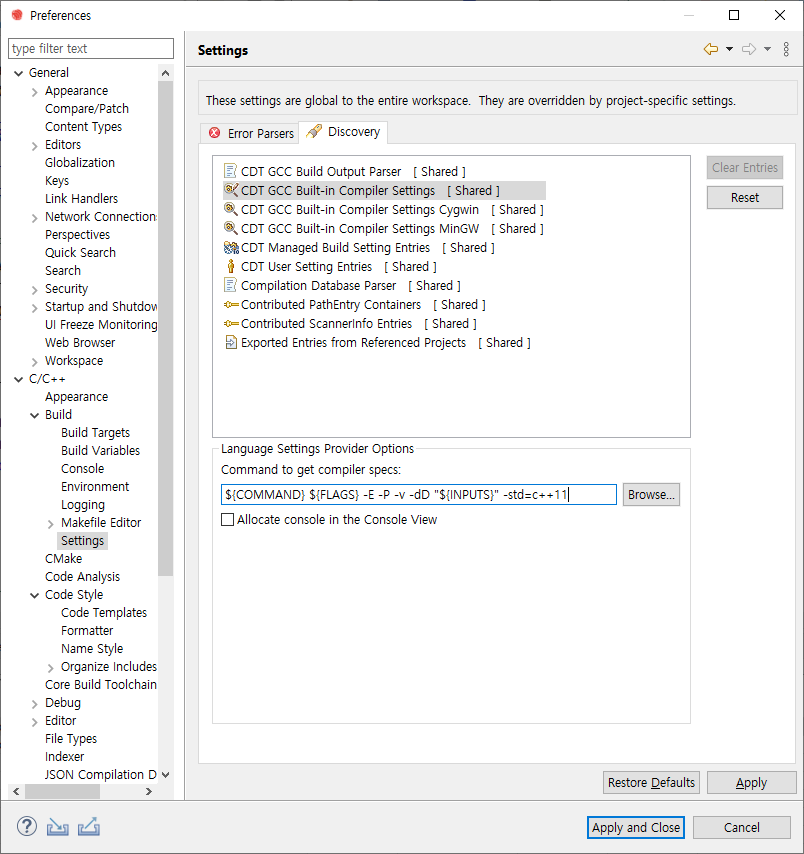 Preferences
type filter text
General
Appearance
Compare/Patch
Content Types
Editors
Globalization
Keys
Link Handlers
Network Connection
Perspectives
Quick Search
Search
Security
Startup and Shutdow
UI Freeze Monitoring
Web Browser
Workspace
C/C++
Appearance
Build
Build Targets
Build Variables
Console
Environment
Logging
Makefile Editor
Settings
CMake
Code Analysis
Code Style
Code Templates
Formatter
Name Style
Organize Includes
Core Build Toolchain
Debug
Editor
File Types
Indexer
JSON Compilation D
Settings
These settings are global to the entire workspace. They are overridden by project-specific settings.
Error Parsers Discovery
CDT GCC Build Output Parser [ Shared ]
CDT GCC Built-in Compiler Settings [ Shared ]
CDT GCC Built-in Compiler Settings Cygwin [ Shared ]
CDT GCC Built-in Compiler Settings MinGW [ Shared ]
CDT Managed Build Setting Entries [ Shared ]
CDT User Setting Entries [ Shared ]
Compilation Database Parser [ Shared ]
Contributed PathEntry Containers [ Shared ]
Contributed ScannerInfo Entries [ Shared ]
Exported Entries from Referenced Projects [ Shared ]
Clear Entries
Reset
Language Settings Provider Options
Command to get compiler specs:
${COMMAND} ${FLAGS} -E -P -v -dD "${INPUTS}" -std=c++11
Browse...
Allocate console in the Console View
Restore Defaults Apply
? Apply and Close Cancel